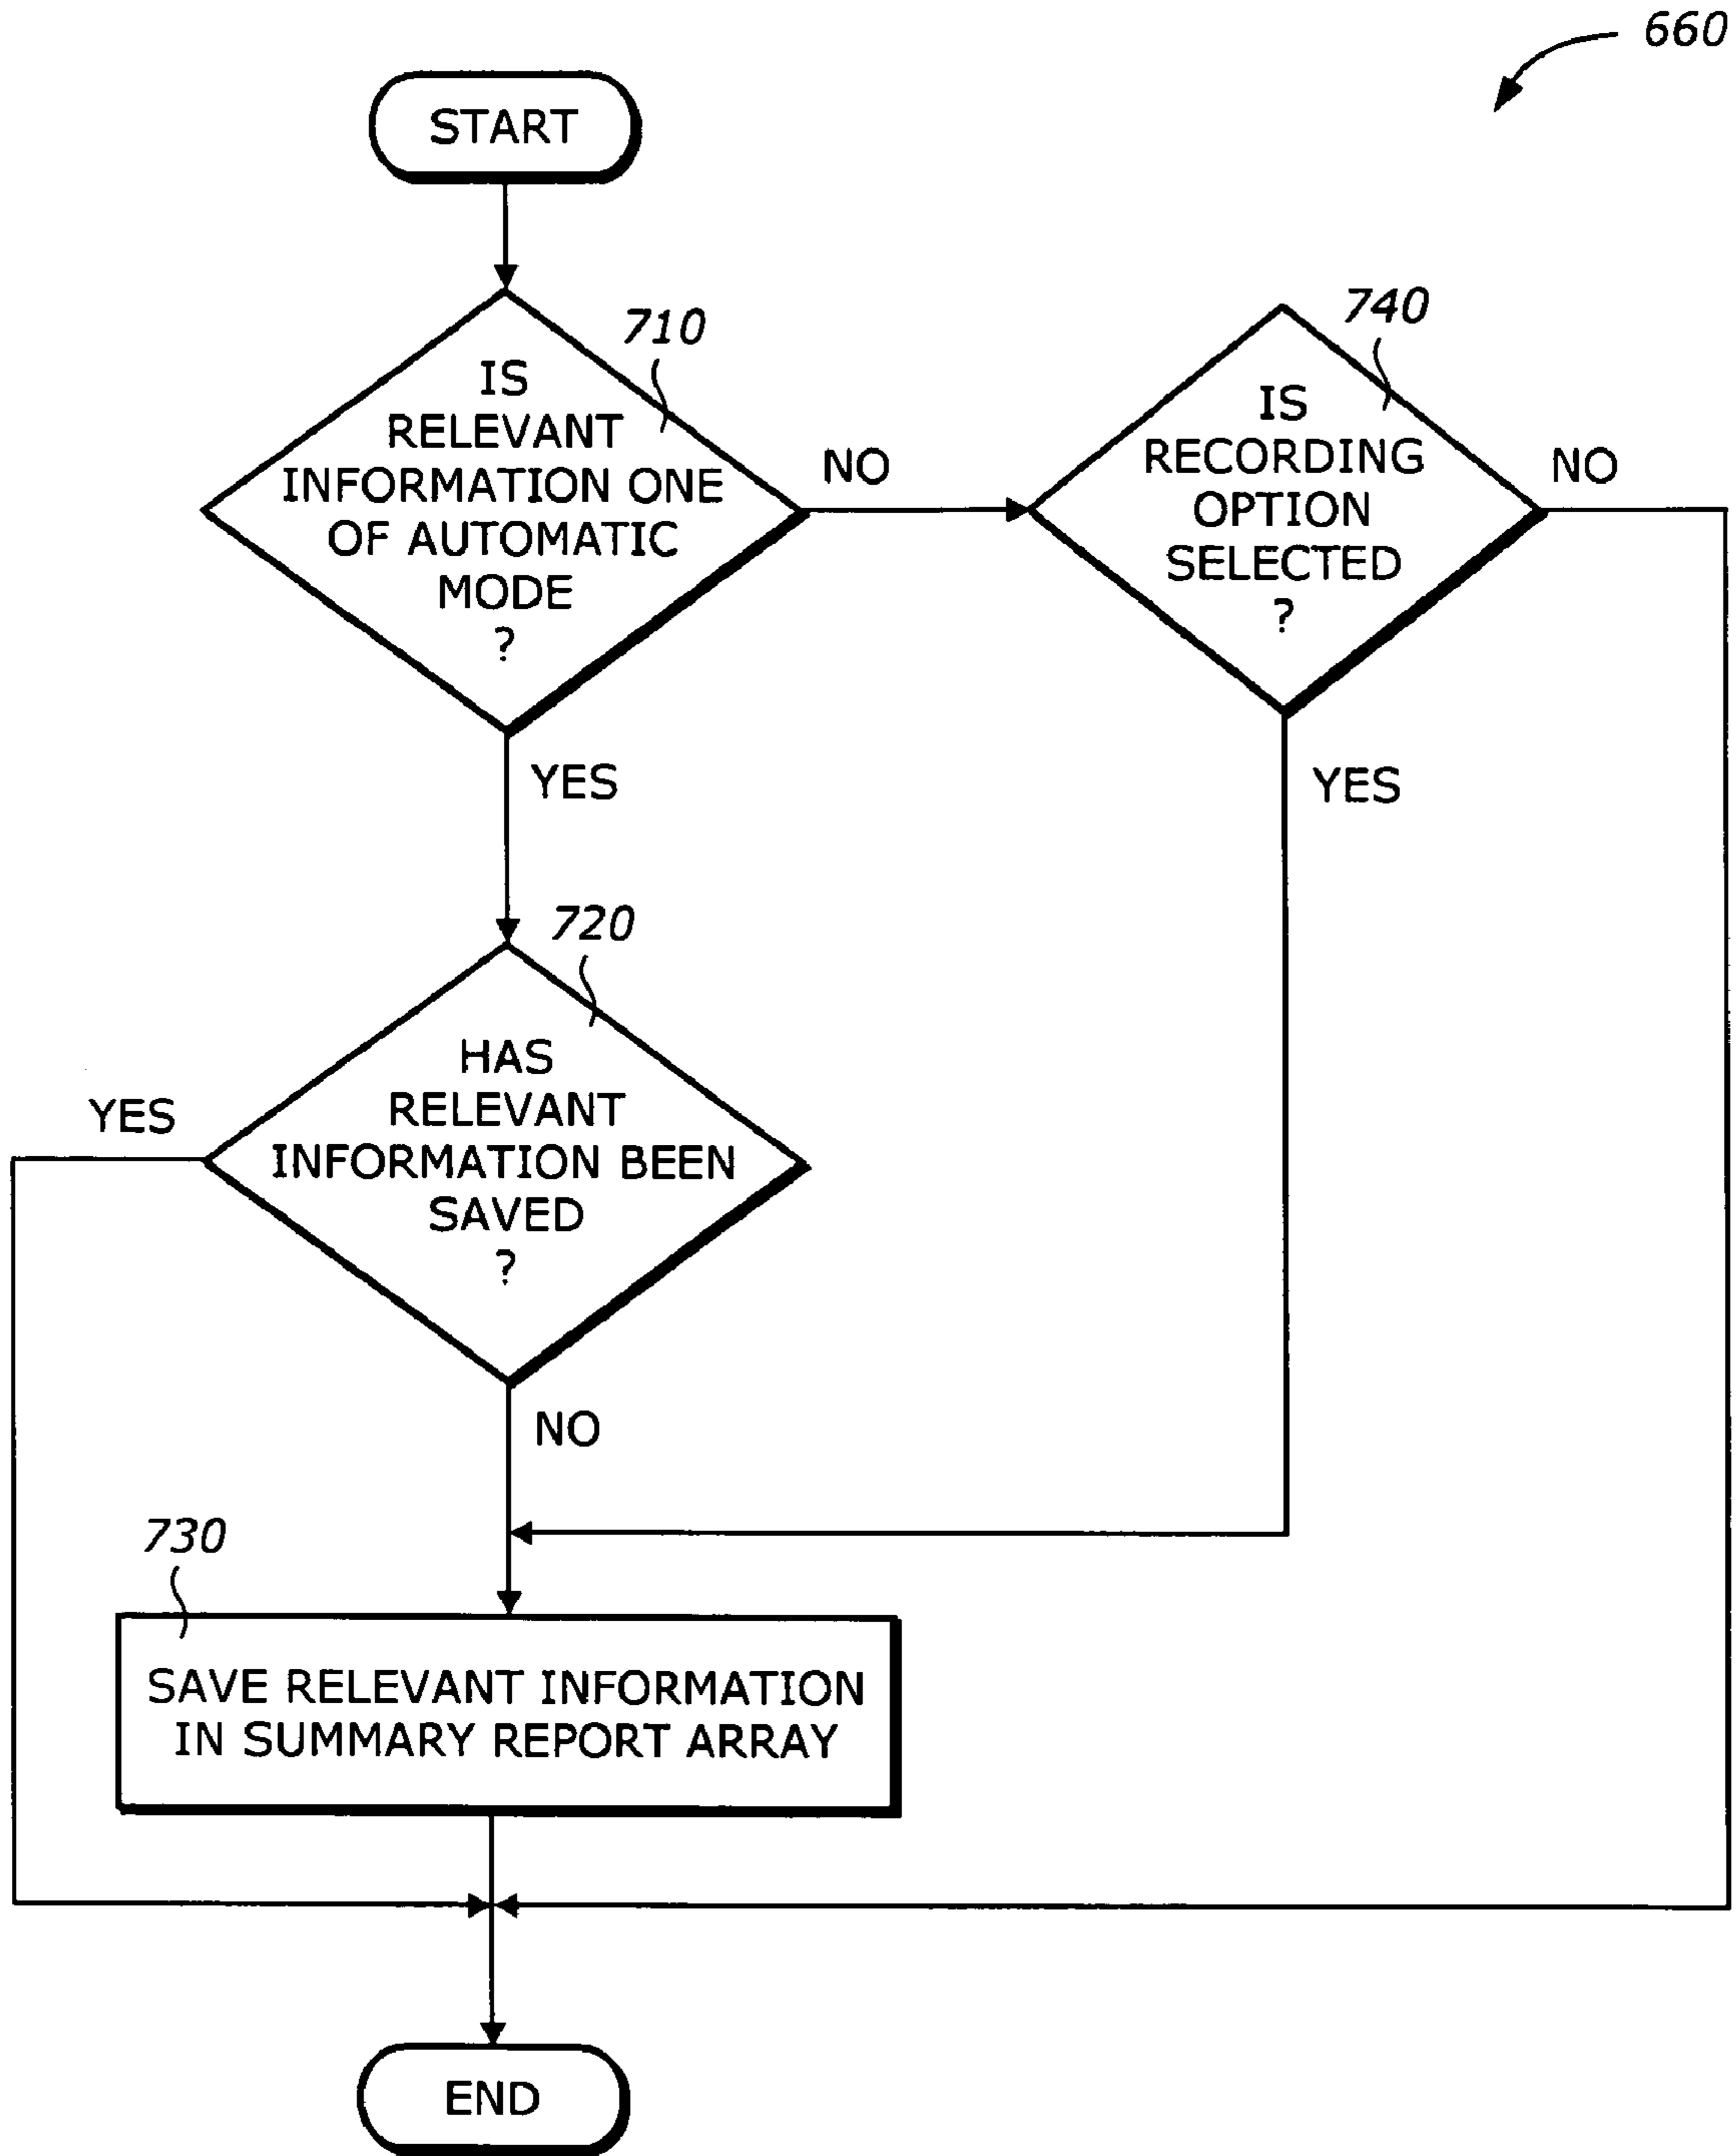 660
START
710
IS
RELEVANT
INFORMATION ONE
OF AUTOMATIC
MODE
?
NO
740
IS
RECORDING
OPTION
SELECTED
?
NO
YES
YES
720
HAS
RELEVANT
INFORMATION BEEN
SAVED
?
YES
NO
730
SAVE RELEVANT INFORMATION
IN SUMMARY REPORT ARRAY
END